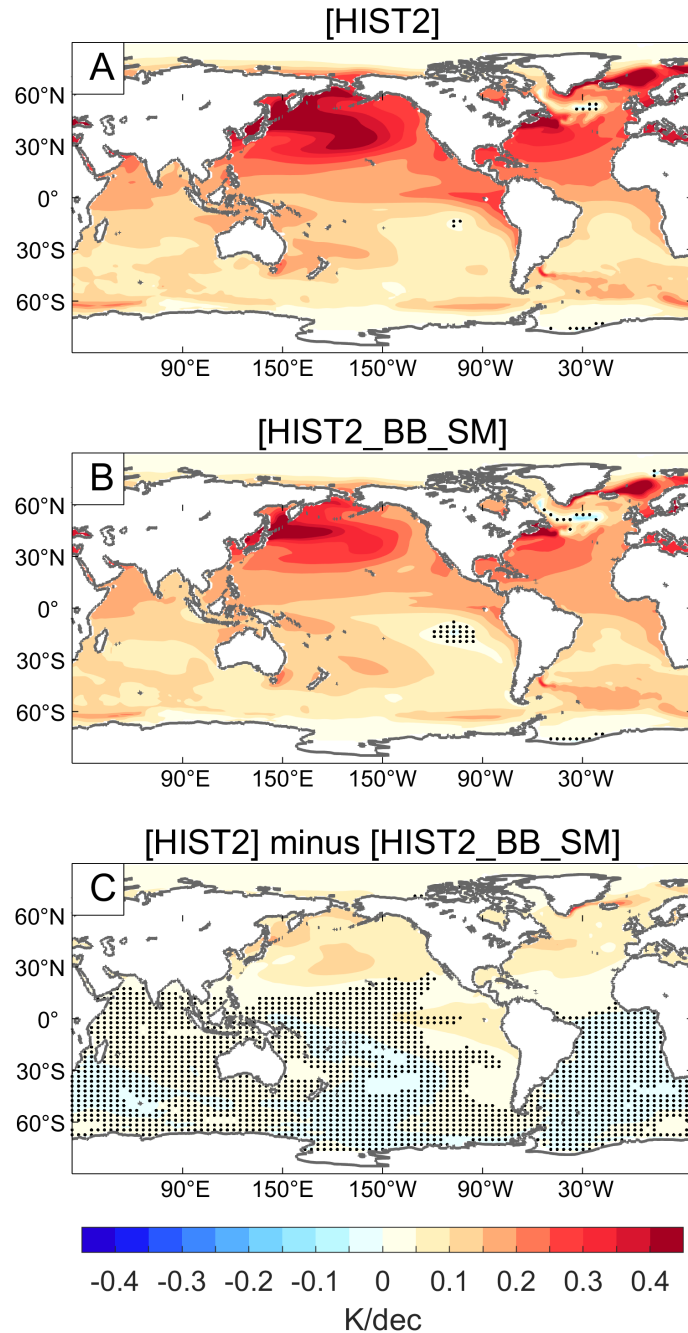 [HIST2]
A
60°N
30°N
0°
30°S
60°S
90°E 150°E 150°W 90°W 30°W
[HIST2_BB_SM]
B
60°N
30°N
0°
30°S
60°S
90°E 150°E 150°W 90°W 30°W
[HIST2] minus [HIST2_BB_SM]
C
60°N
30°N
0°
30°S
60°S
90°E 150°E 150°W 90°W 30°W
-0.4 -0.3 -0.2 -0.1 0 0.1 0.2 0.3 0.4
K/dec